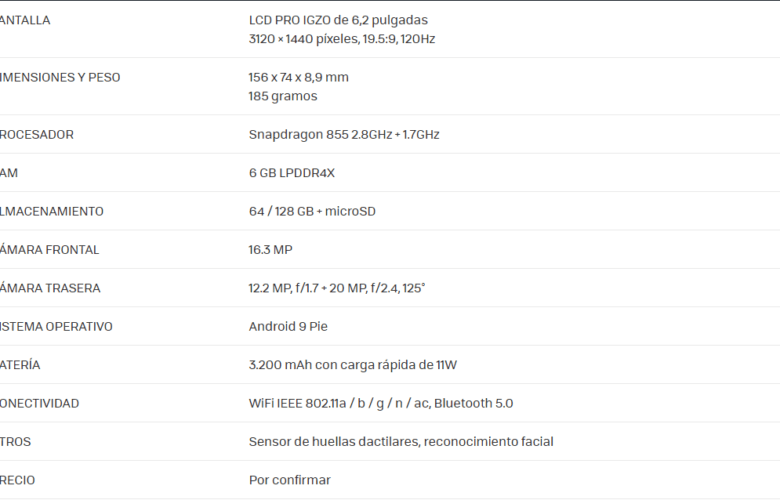 ANTALLA
LCD PRO IGZO de 6,2 pulgadas
3120 × 1440 píxeles, 19.5:9, 120Hz
IMENSIONES Y PESO
156 x 74 x 8,9 mm
185 gramos
ROCESADOR
Snapdragon 855 2.8GHz + 1.7GHz
AM
6 GB LPDDR4X
LMACENAMIENTO
64 / 128 GB + microSD
ÁMARA FRONTAL
16.3 MP
ÁMARA TRASERA
12.2 MP, f/1.7 + 20 MP, f/2.4, 125°
ISTEMA OPERATIVO
Android 9 Pie
ATERÍA
3.200 mAh con carga rápida de 11W
ONECTIVIDAD
WiFi IEEE 802.11a / b / g / n / ac, Bluetooth 5.0
TROS
Sensor de huellas dactilares, reconocimiento facial
RECIO
Por confirmar